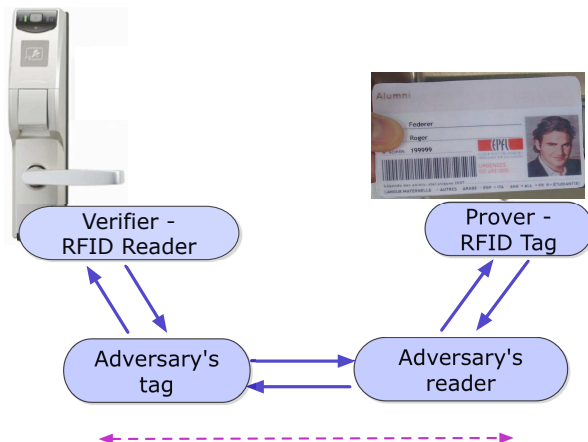 Alumni
Federer
Roger
199999
EPFL
Verifier -
RFID Reader
Prover -
RFID Tag
Adversary's
tag
Adversary's
reader